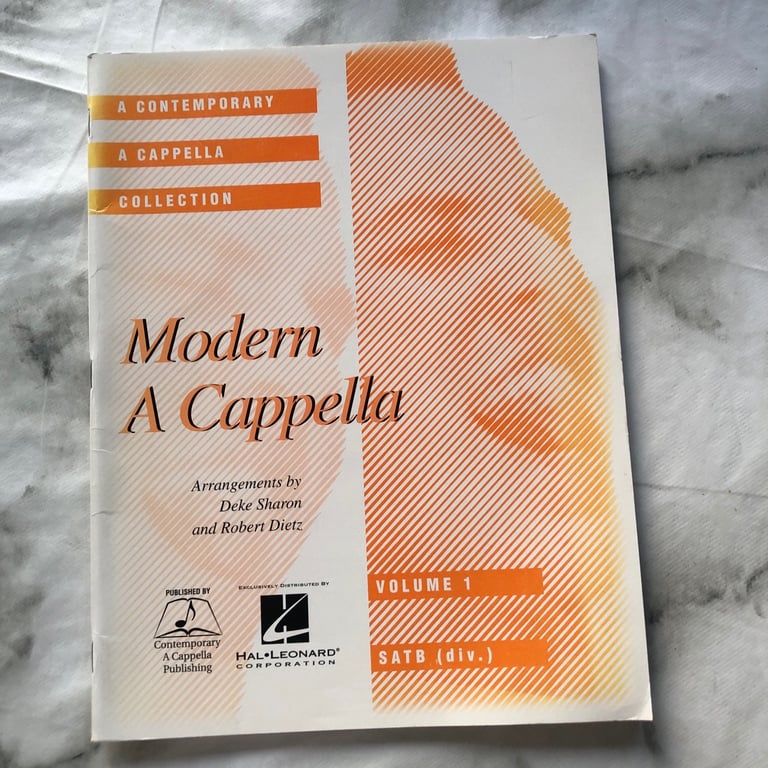 A CONTEMPORARY
A CAPPELLA
COLLECTION
Modern
A Cappella
Arrangements by
Deke Sharon
and Robert Dietz
PUBLISHED BY
Contemporary
A Cappella
Publishing
EXCLUSIVELY DISTRIBUTED BY
HAL•LEONARD®
CORPORATION
VOLUME 1
SATB (div.)